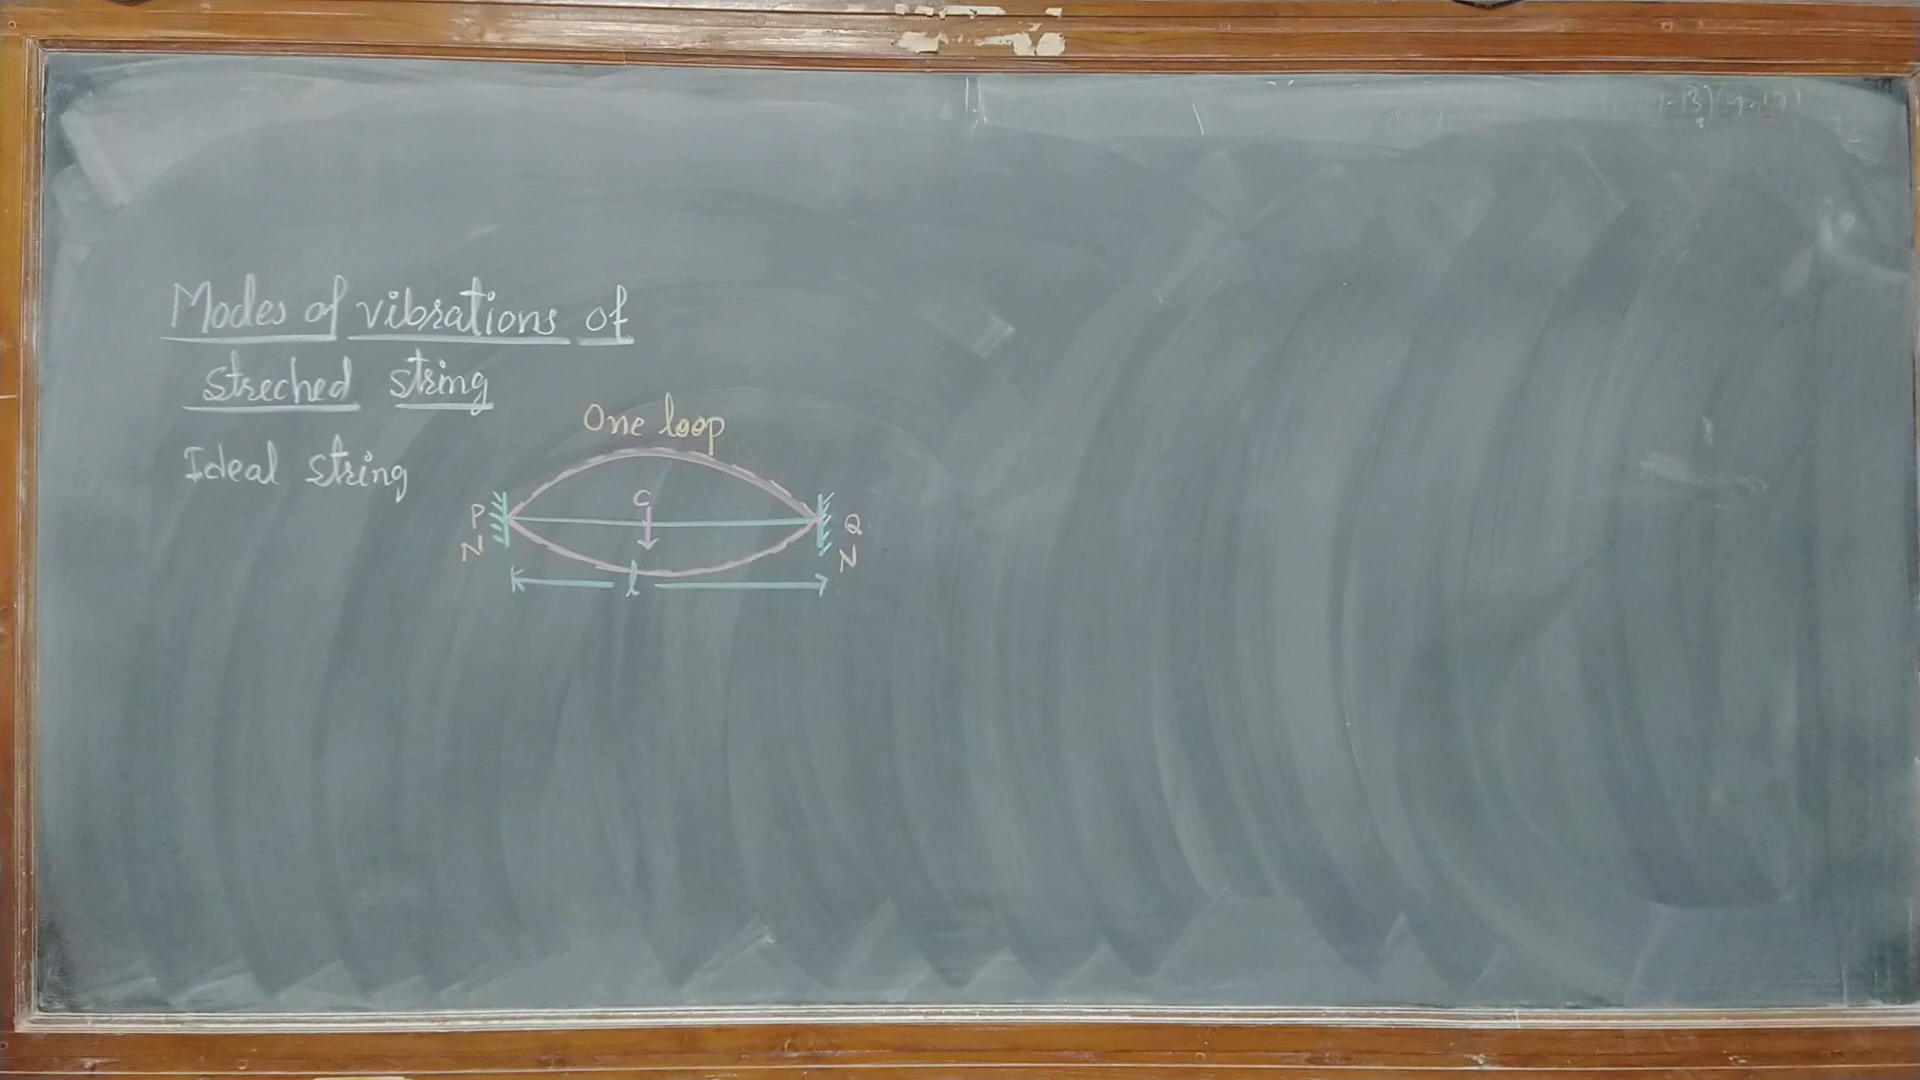 Modes of vibrations of
streched string
Ideal string
One loop
P
N
C
Q
N
l